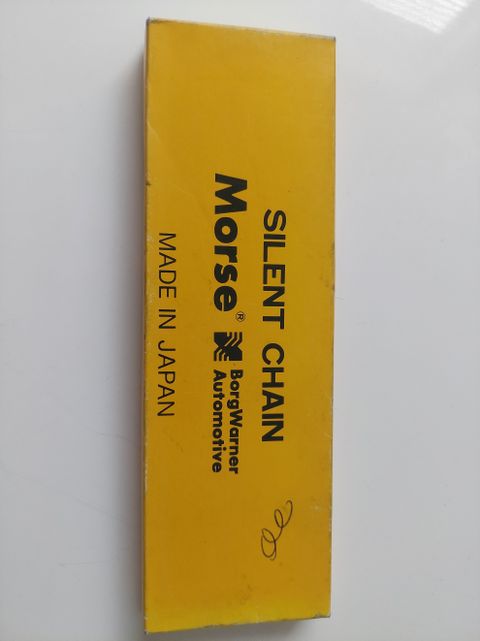 SILENT CHAIN
Morse® BorgWarner
Automotive
MADE IN JAPAN